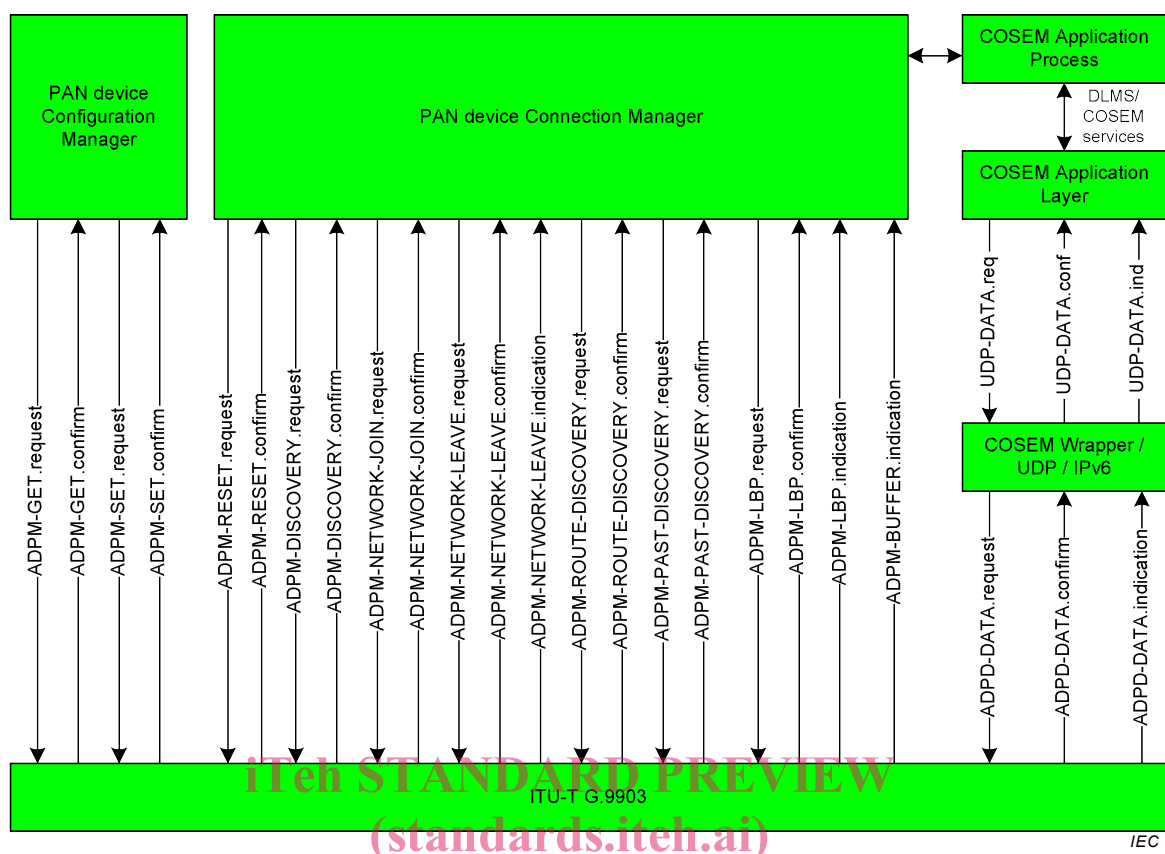 PAN device
Configuration
Manager
PAN device Connection Manager
COSEM Application
Process
DLMS/
COSEM
services
COSEM Application
Layer
ADPM-GET.request
ADPM-GET.confirm
ADPM-SET.request
ADPM-SET.confirm
ADPM-RESET.request
ADPM-RESET.confirm
ADPM-DISCOVERY.request
ADPM-DISCOVERY.confirm
ADPM-NETWORK-JOIN.request
ADPM-NETWORK-JOIN.confirm
ADPM-NETWORK-LEAVE.request
ADPM-NETWORK-LEAVE.confirm
ADPM-NETWORK-LEAVE.indication
ADPM-ROUTE-DISCOVERY.request
ADPM-ROUTE-DISCOVERY.confirm
ADPM-PAST-DISCOVERY.request
ADPM-PAST-DISCOVERY.confirm
ADPM-LBP.request
ADPM-LBP.confirm
ADPM-LBP.indication
ADPM-BUFFER.indication
UDP-DATA.req
UDP-DATA.conf
UDP-DATA.ind
COSEM Wrapper /
UDP / IPv6
ADPD-DATA.request
ADPD-DATA.confirm
ADPD-DATA.indication
iTeh STANDARD PREVIEW
ITU-T G.9903
(standards.iteh.ai)
IEC